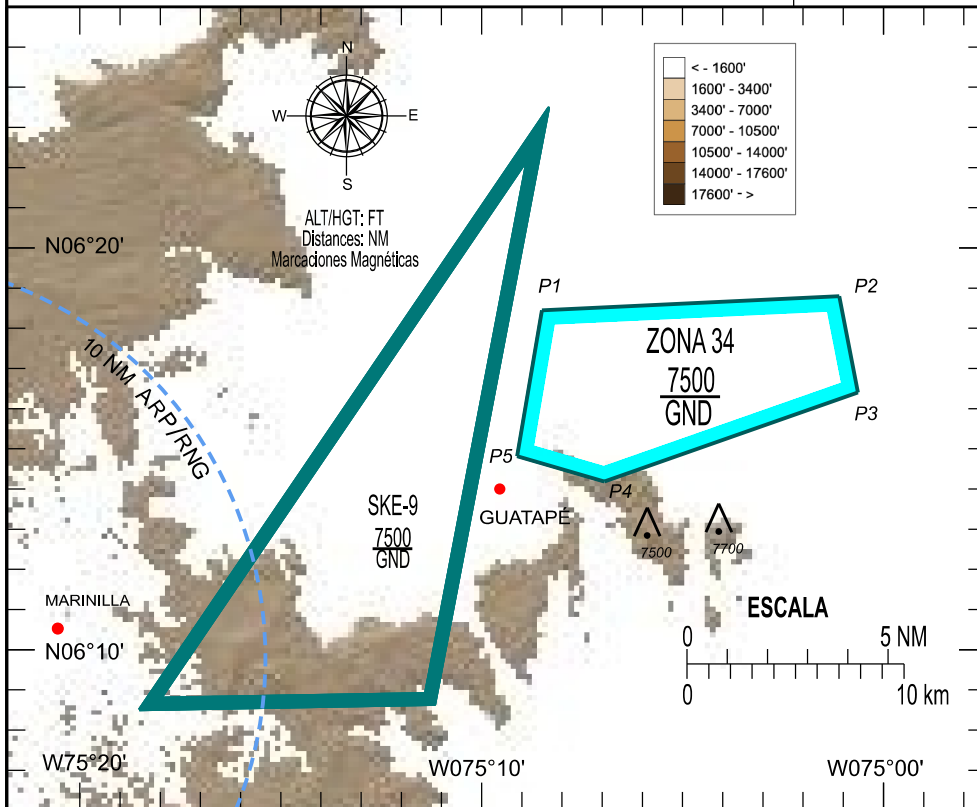 N
W
E
S
ALT/HGT: FT
Distances: NM
Marcaciones Magnéticas
< - 1600'
1600' - 3400'
3400' - 7000'
7000' - 10500'
10500' - 14000'
14000' - 17600'
17600' - >
N06°20'
P1
P2
ZONA 34
7500
GND
P3
10 NM ARP/RNG
P5
P4
SKE-9
7500
GND
GUATAPÉ
7500
7700
MARINILLA
ESCALA
N06°10'
0
5 NM
0
10 km
W75°20'
W075°10'
W075°00'